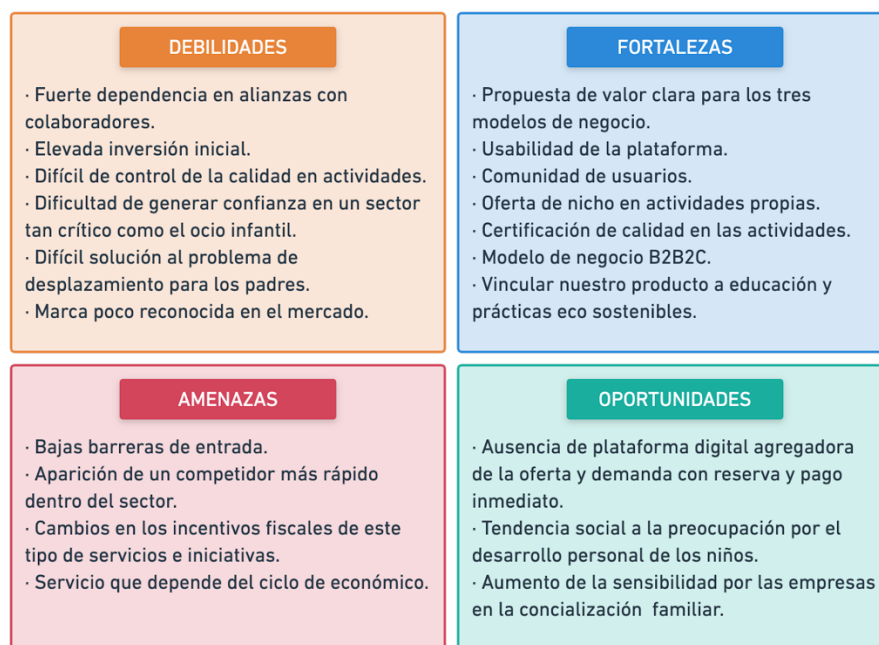 DEBILIDADES
· Fuerte dependencia en alianzas con
colaboradores.
· Elevada inversión inicial.
· Difícil de control de la calidad en actividades.
· Dificultad de generar confianza en un sector
tan crítico como el ocio infantil.
· Difícil solución al problema de
desplazamiento para los padres.
· Marca poco reconocida en el mercado.
FORTALEZAS
· Propuesta de valor clara para los tres
modelos de negocio.
· Usabilidad de la plataforma.
· Comunidad de usuarios.
· Oferta de nicho en actividades propias.
· Certificación de calidad en las actividades.
· Modelo de negocio B2B2C.
· Vincular nuestro producto a educación y
prácticas eco sostenibles.
AMENAZAS
· Bajas barreras de entrada.
· Aparición de un competidor más rápido
dentro del sector.
· Cambios en los incentivos fiscales de este
tipo de servicios e iniciativas.
· Servicio que depende del ciclo de económico.
OPORTUNIDADES
· Ausencia de plataforma digital agregadora
de la oferta y demanda con reserva y pago
inmediato.
· Tendencia social a la preocupación por el
desarrollo personal de los niños.
· Aumento de la sensibilidad por las empresas
en la concialización  familiar.